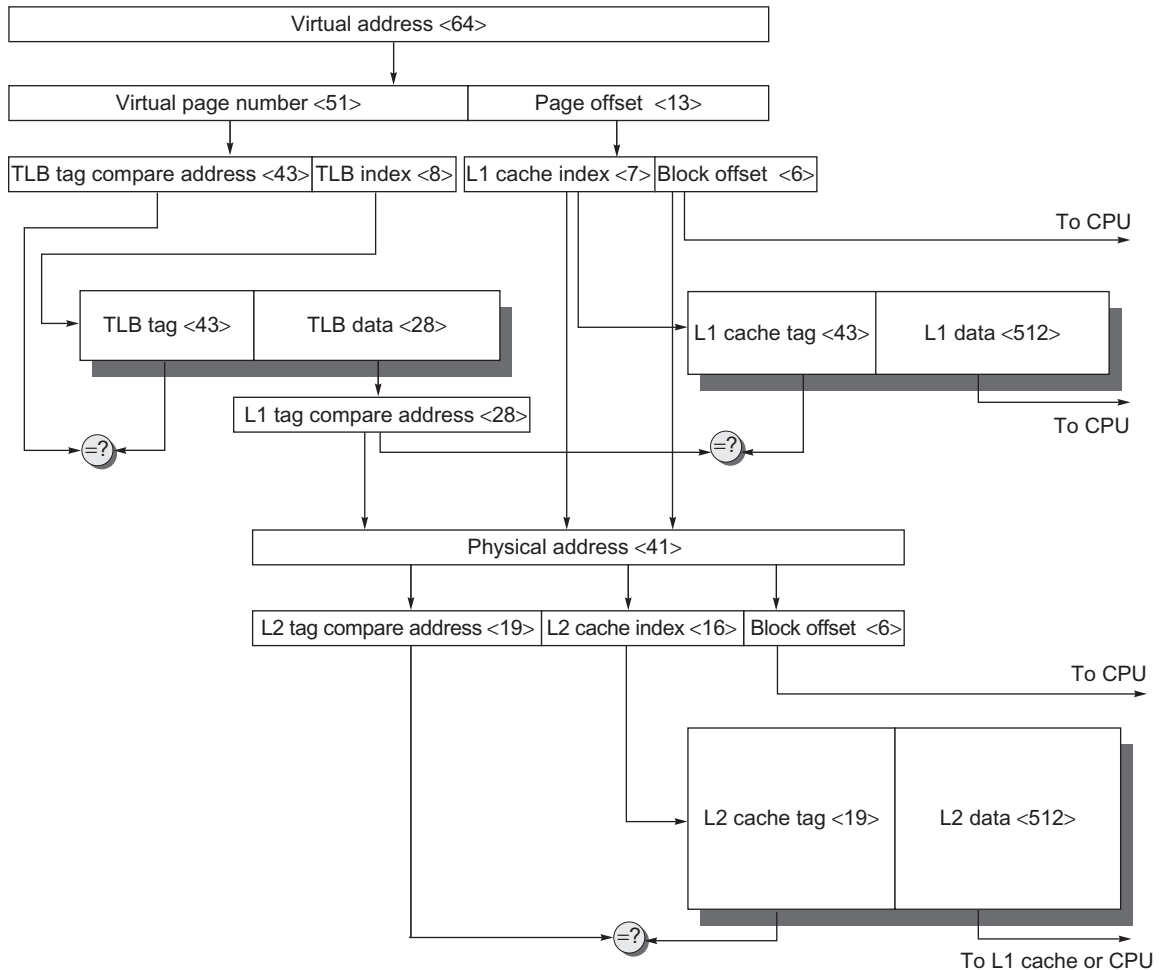 Virtual address <64>
Virtual page number <51>
Page offset <13>
TLB tag compare address <43>
TLB index <8>
L1 cache index <7>
Block offset <6>
To CPU
TLB tag <43>
TLB data <28>
L1 cache tag <43>
L1 data <512>
L1 tag compare address <28>
To CPU
=?
=?
Physical address <41>
L2 tag compare address <19>
L2 cache index <16>
Block offset <6>
To CPU
L2 cache tag <19>
L2 data <512>
=?
To L1 cache or CPU